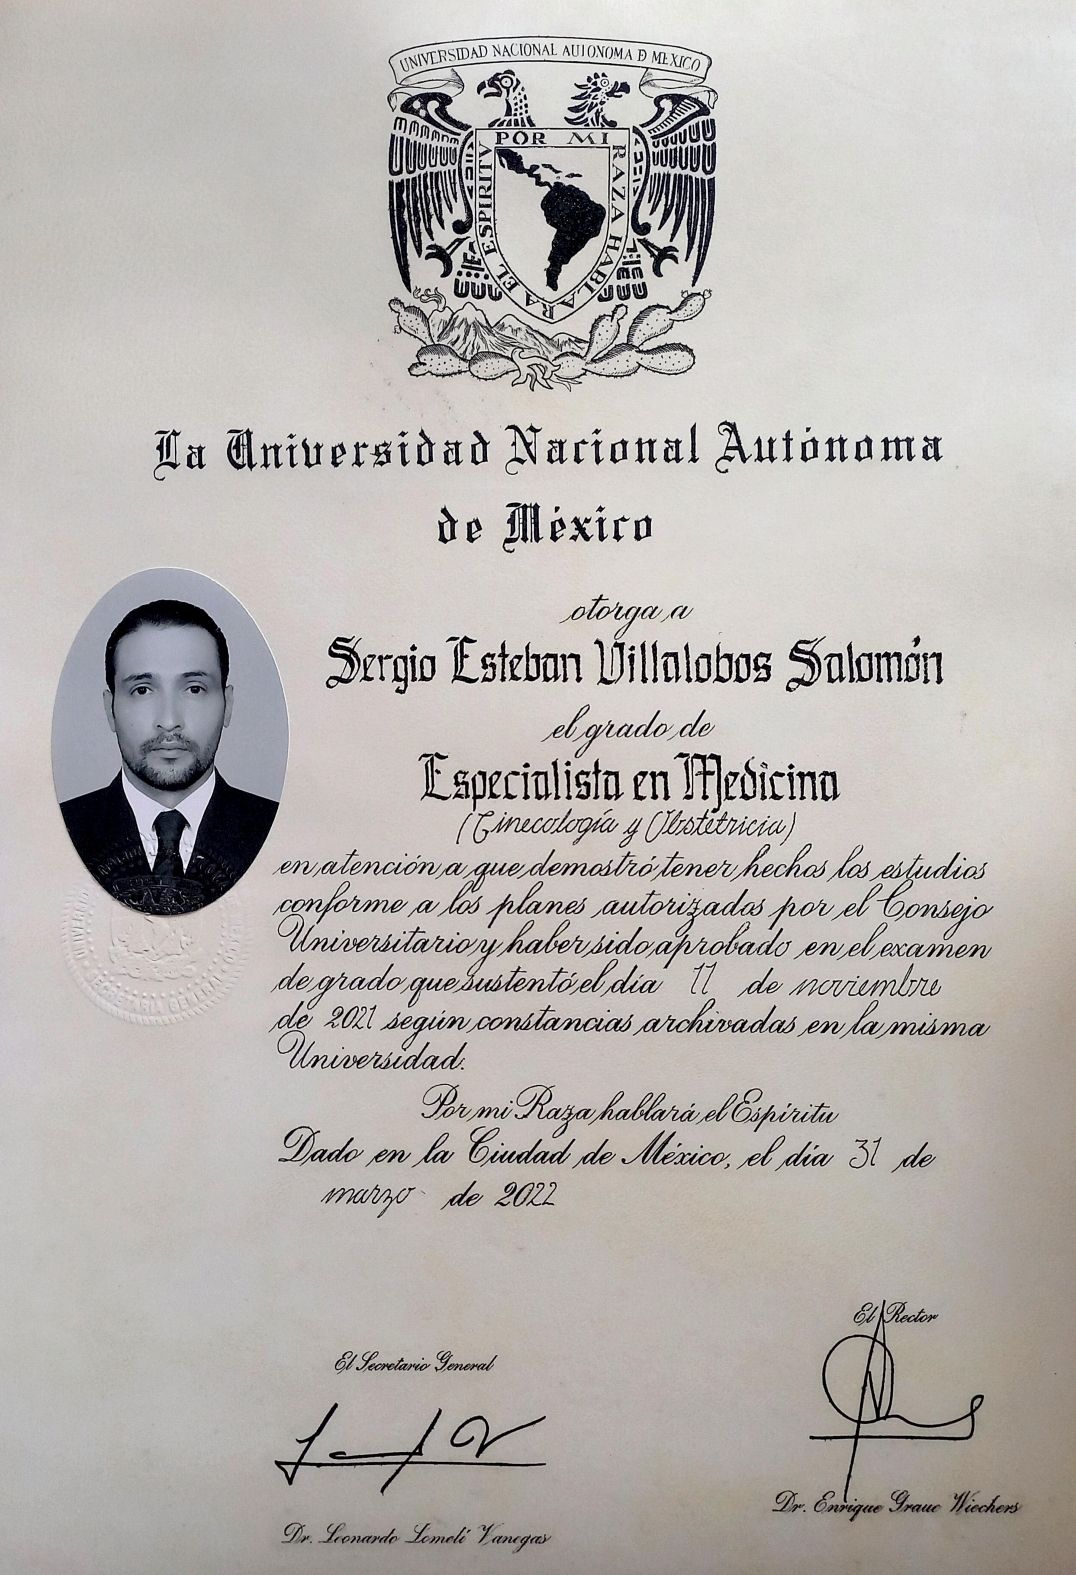 UNIVERSIDAD NACIONAL AUTONOMA D MEXICO
POR MI RAZA HABLARA EL ESPIRITU
La Universidad Nacional Autónoma
de México
otorga a
Sergio Esteban Villalobos Salomón
el grado de
Especialista en Medicina
(Ginecología y Obstetricia)
en atención a que demostró tener hechos los estudios
conforme a los planes autorizados por el Consejo
Universitario y haber sido aprobado en el examen
de grado que sustentó el día 11 de noviembre
de 2021 según constancias archivadas en la misma
Universidad.
Por mi Raza hablará el Espíritu
Dado en la Ciudad de México, el día 31 de
marzo de 2022
El Rector
El Secretario General
Dr. Enrique Graue Wiechers
Dr. Leonardo Lomelí Vanegas